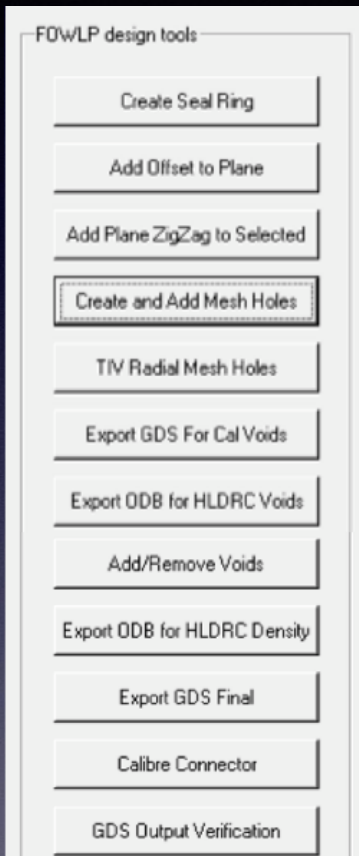 FOWLP design tools
Create Seal Ring
Add Offset to Plane
Add Plane ZigZag to Selected
Create and Add Mesh Holes
TIV Radial Mesh Holes
Export GDS For Cal Voids
Export ODB for HLDRC Voids
Add/Remove Voids
Export ODB for HLDRC Density
Export GDS Final
Calibre Connector
GDS Output Verification